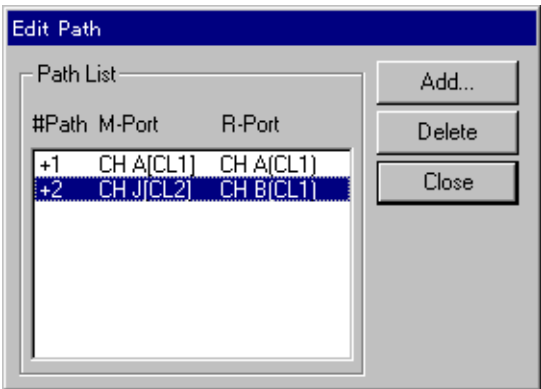 Edit Path
Path List
Add...
#Path M-Port R-Port
Delete
+1 CH A[CL1] CH A(CL1)
+2 CH J[CL2] CH B(CL1)
Close